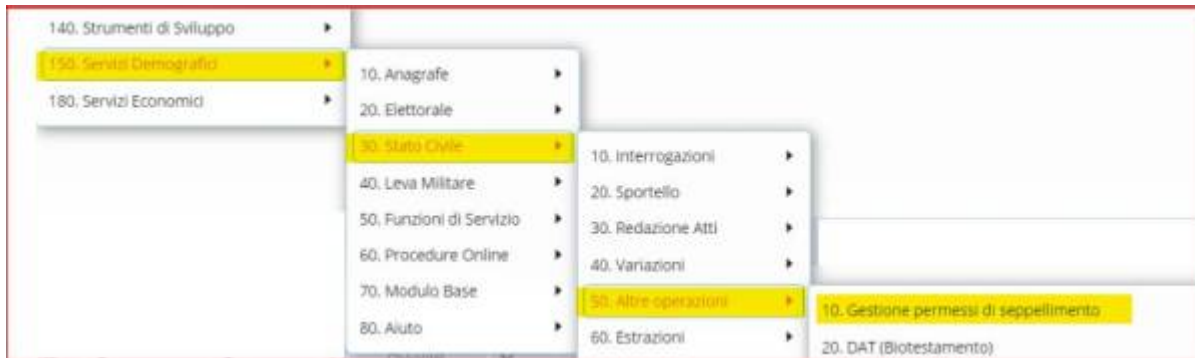 140. Strumenti di Sviluppo
150. Servizi Demografici
180. Servizi Economici
10. Anagrafe
20. Elettorale
30. Stato Civile
40. Leva Militare
50. Funzioni di Servizio
60. Procedure Online
70. Modulo Base
80. Aiuto
10. Interrogazioni
20. Sportello
30. Redazione Atti
40. Variazioni
50. Altre operazioni
60. Estrazioni
10. Gestione permessi di seppellimento
20. DAT (Biotestamento)